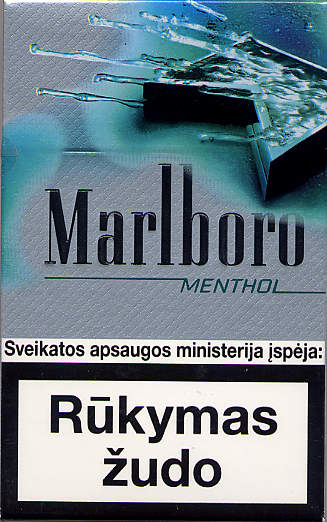 Marlboro
MENTHOL
Sveikatos apsaugos ministerija įspėja:
Rūkymas
žudo